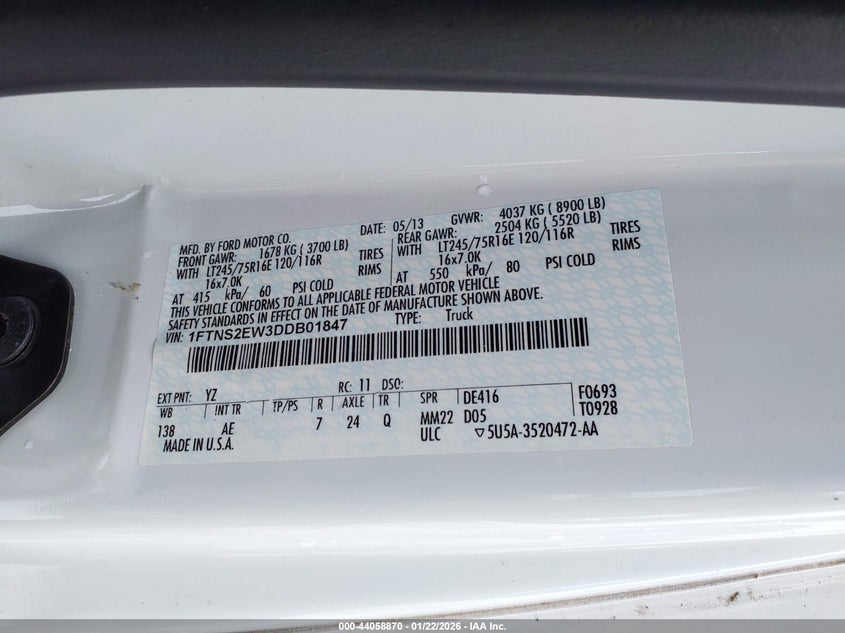 MFD. BY FORD MOTOR CO. DATE: 05/13 GVWR: 4037 KG ( 8900 LB)
FRONT GAWR: 1678 KG ( 3700 LB) REAR GAWR: 2504 KG ( 5520 LB)
WITH LT245/75R16E 120/116R TIRES WITH LT245/75R16E 120/116R TIRES
16x7.0K RIMS 16x7.0K RIMS
AT 415 kPa/ 60 PSI COLD AT 550 kPa/ 80 PSI COLD
THIS VEHICLE CONFORMS TO ALL APPLICABLE FEDERAL MOTOR VEHICLE
SAFETY STANDARDS IN EFFECT ON THE DATE OF MANUFACTURE SHOWN ABOVE.
VIN: 1FTNS2EW3DDB01847 TYPE: Truck
EXT PNT: YZ RC: 11 DSO: F0693
WB INT TR TP/PS R AXLE TR SPR DE416 T0928
138 AE 7 24 Q MM22 D05
MADE IN U.S.A. ULC ▽5U5A-3520472-AA
000-44058870 - 01/22/2026 - IAA Inc.